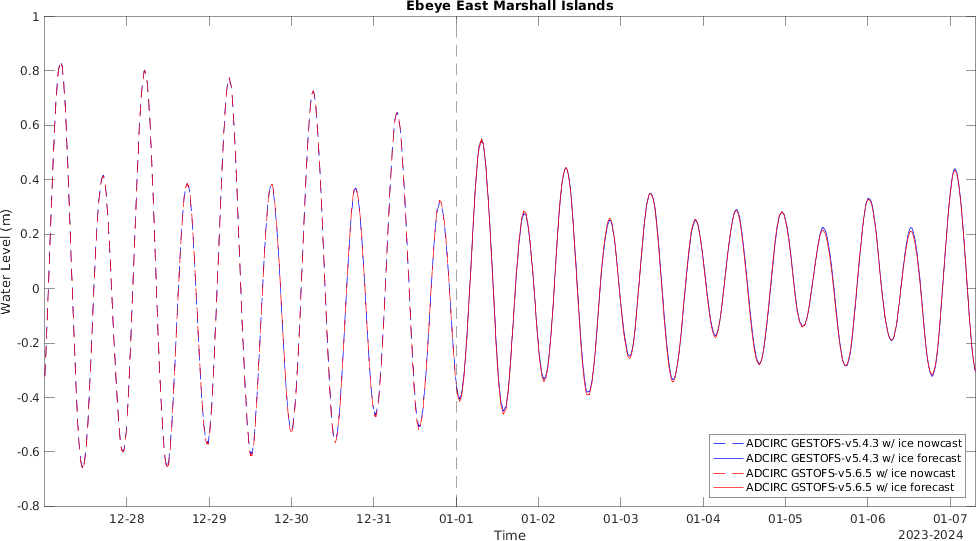 Ebeye East Marshall Islands
Water Level (m)
1
0.8
0.6
0.4
0.2
0
-0.2
-0.4
-0.6
-0.8
ADCIRC GESTOFS-v5.4.3 w/ ice nowcast
ADCIRC GESTOFS-v5.4.3 w/ ice forecast
ADCIRC GSTOFS-v5.6.5 w/ ice nowcast
ADCIRC GSTOFS-v5.6.5 w/ ice forecast
12-28 12-29 12-30 12-31 01-01 01-02 01-03 01-04 01-05 01-06 01-07
Time
2023-2024